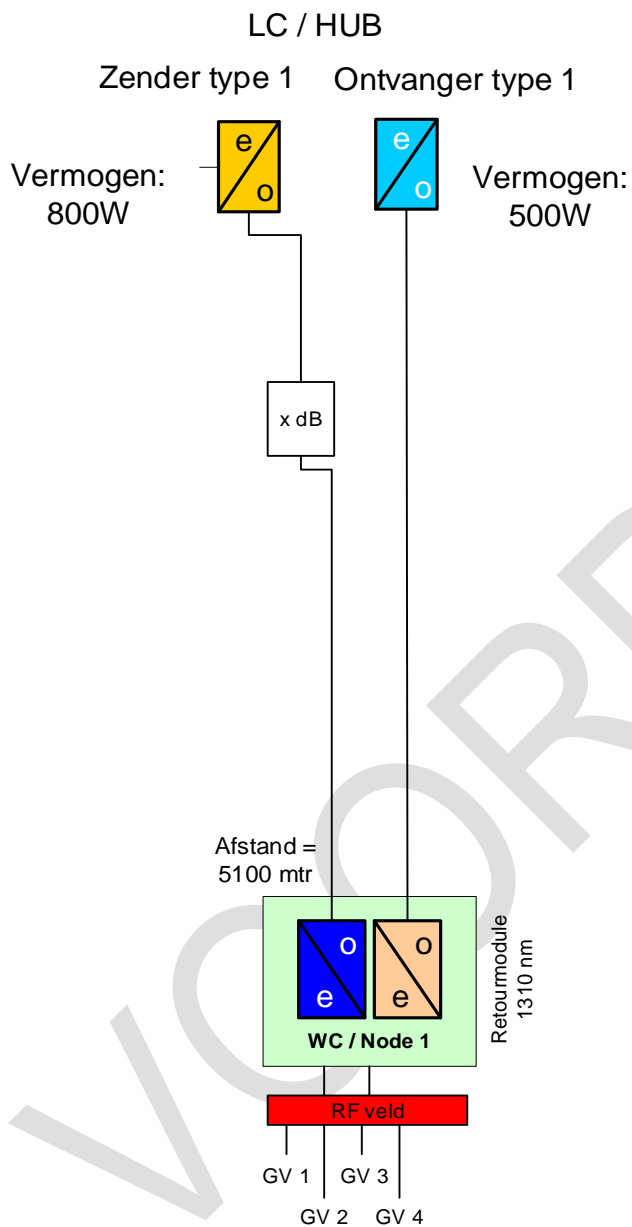 LC / HUB
Zender type 1
Ontvanger type 1
e
o
e
o
Vermogen:
800W
Vermogen:
500W
x dB
Afstand =
5100 mtr
o
e
o
e
WC / Node 1
Retourmodule
1310 nm
RF veld
GV 1
GV 3
GV 2
GV 4